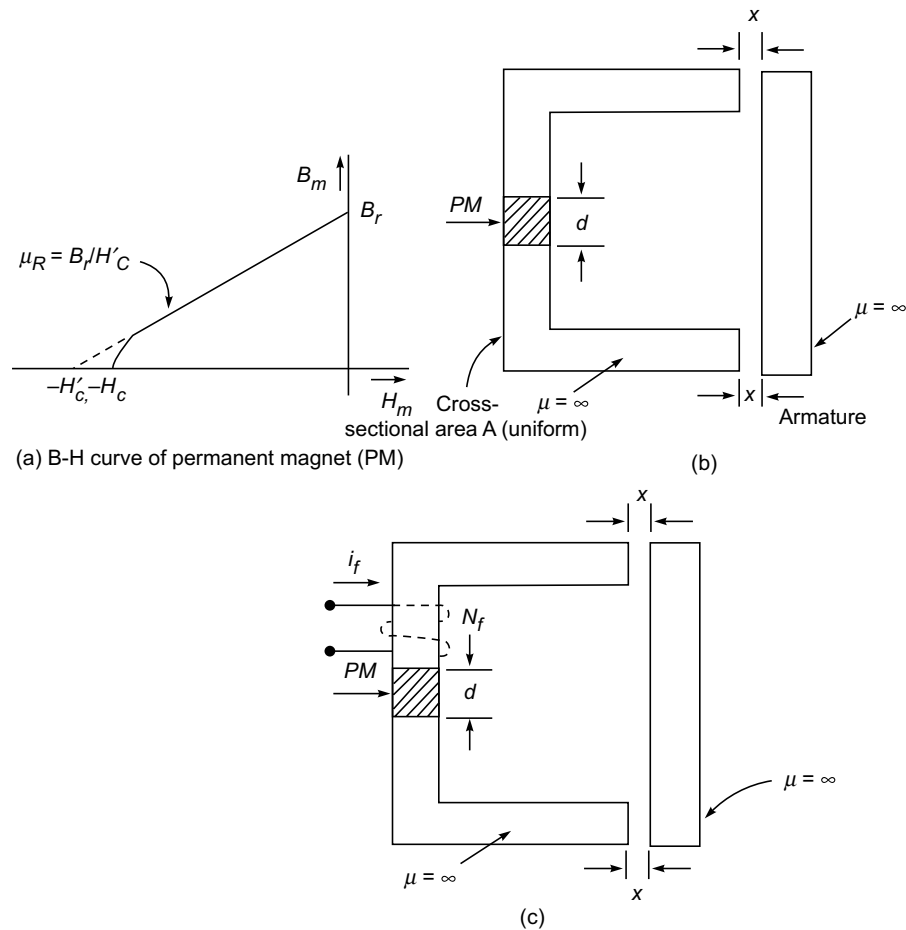 x
B_m
B_r
μ_R = B_r/H'_C
–H'_c, –H_c
H_m
(a) B-H curve of permanent magnet (PM)
PM
d
μ = ∞
Cross-
sectional area A (uniform)
μ = ∞
x
Armature
(b)
x
i_f
N_f
PM
d
μ = ∞
μ = ∞
x
(c)